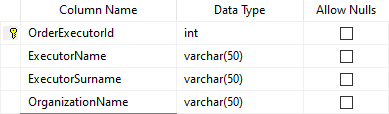 Column Name Data Type Allow Nulls
OrderExecutorId int
ExecutorName varchar(50)
ExecutorSurname varchar(50)
OrganizationName varchar(50)